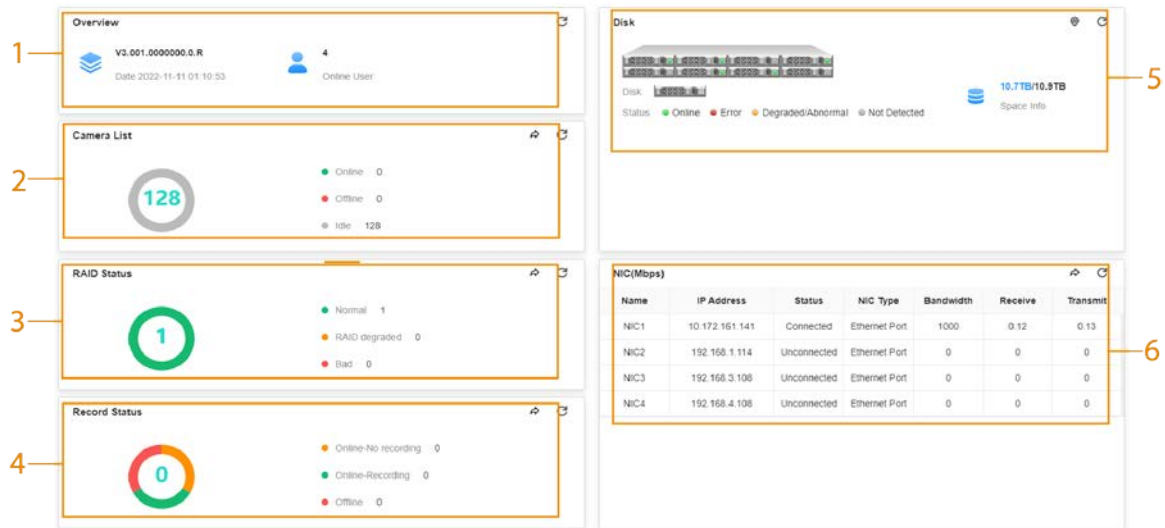 Overview
1
V3.001.0000000.0.R
Date 2022-11-11 01:10:53
4
Online User
Camera List
2
128
Online 0
Offline 0
Idle 128
RAID Status
3
1
Normal 1
RAID degraded 0
Bad 0
Record Status
4
0
Online-No recording 0
Online-Recording 0
Offline 0
Disk
5
Disk
10.7TB/10.9TB
Space Info
Status Online Error Degraded/Abnormal Not Detected
NIC(Mbps)
Name IP Address Status NIC Type Bandwidth Receive Transmit
NIC1 10.172.161.141 Connected Ethernet Port 1000 0.12 0.13
NIC2 192.168.1.114 Unconnected Ethernet Port 0 0 0
6
NIC3 192.168.3.108 Unconnected Ethernet Port 0 0 0
NIC4 192.168.4.108 Unconnected Ethernet Port 0 0 0